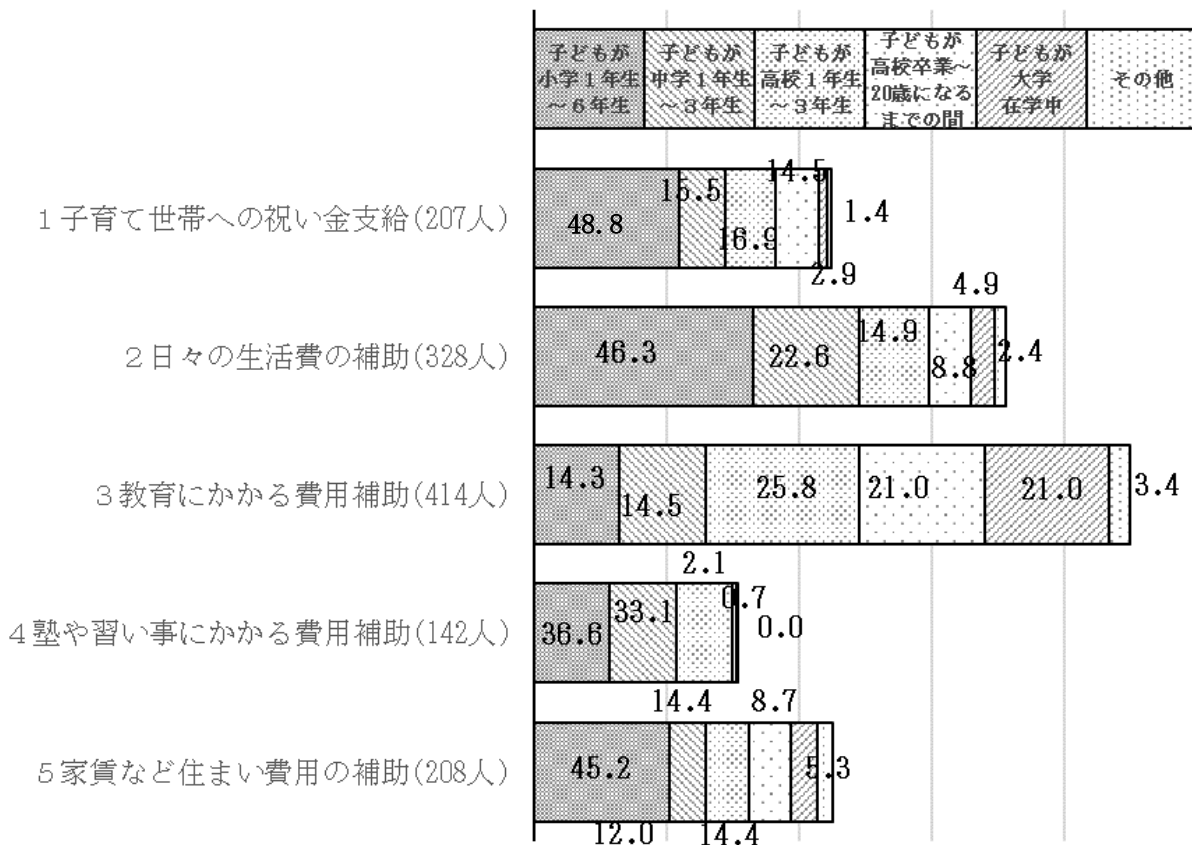 子どもが
小学１年生
～６年生
子どもが
中学１年生
～３年生
子どもが
高校１年生
～３年生
子どもが
高校卒業～
20歳になる
までの間
子どもが
大学
在学中
その他
１子育て世帯への祝い金支給(207人)
48.8
15.5
16.9
14.5
2.9
1.4
２日々の生活費の補助(328人)
46.3
22.6
14.9
8.8
4.9
2.4
３教育にかかる費用補助(414人)
14.3
14.5
25.8
21.0
21.0
3.4
４塾や習い事にかかる費用補助(142人)
36.6
33.1
2.1
0.7
0.0
５家賃など住まい費用の補助(208人)
45.2
12.0
14.4
14.4
8.7
5.3